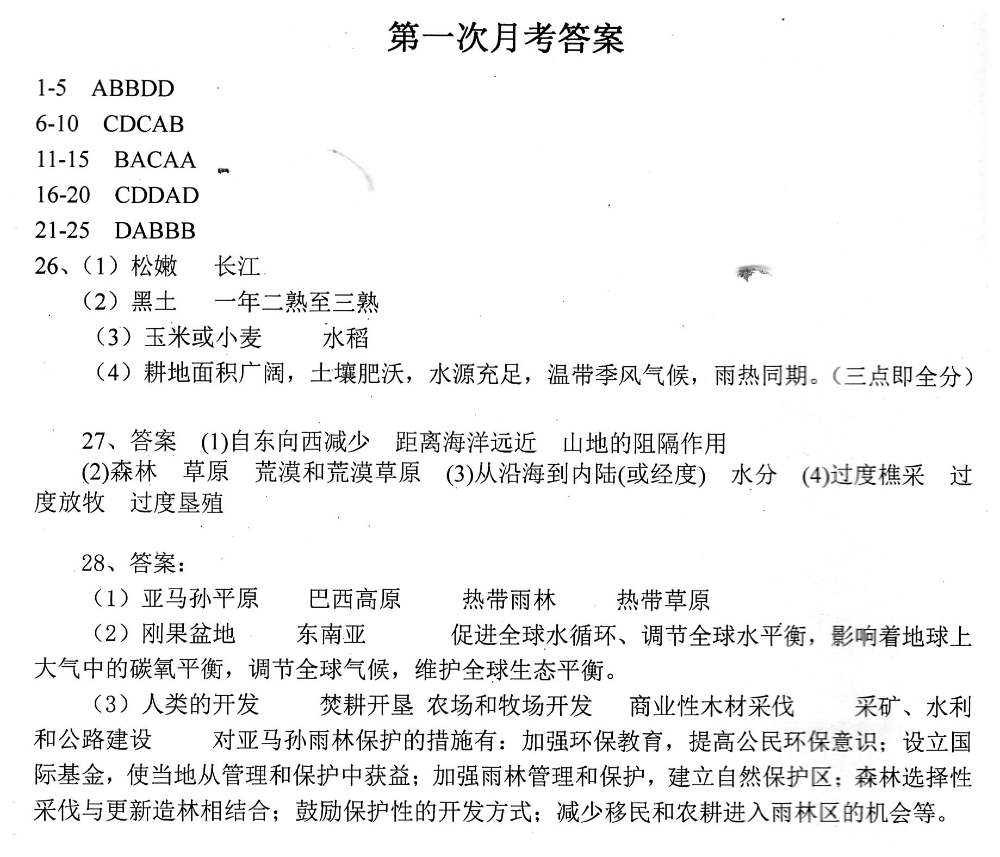 第一次月考答案
1-5 ABBDD
6-10 CDCAB
11-15 BACAA
16-20 CDDAD
21-25 DABBB
26、（1）松嫩 长江
（2）黑土 一年二熟至三熟
（3）玉米或小麦 水稻
（4）耕地面积广阔，土壤肥沃，水源充足，温带季风气候，雨热同期。（三点即全分）
27、答案 (1)自东向西减少 距离海洋远近 山地的阻隔作用
(2)森林 草原 荒漠和荒漠草原 (3)从沿海到内陆(或经度) 水分 (4)过度樵采 过
度放牧 过度垦殖
28、答案：
（1）亚马孙平原 巴西高原 热带雨林 热带草原
（2）刚果盆地 东南亚 促进全球水循环、调节全球水平衡，影响着地球上
大气中的碳氧平衡，调节全球气候，维护全球生态平衡。
（3）人类的开发 焚耕开垦 农场和牧场开发 商业性木材采伐 采矿、水利
和公路建设 对亚马孙雨林保护的措施有：加强环保教育，提高公民环保意识；设立国
际基金，使当地从管理和保护中获益；加强雨林管理和保护，建立自然保护区；森林选择性
采伐与更新造林相结合；鼓励保护性的开发方式；减少移民和农耕进入雨林区的机会等。